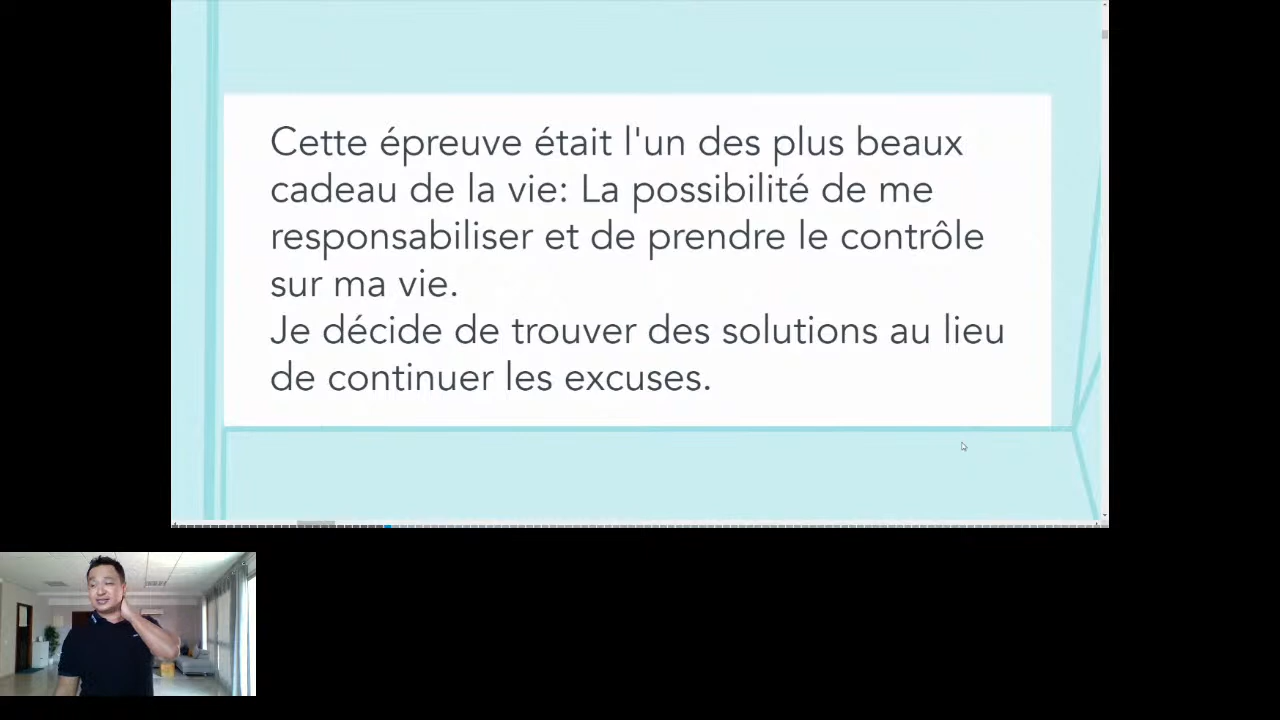 Cette épreuve était l'un des plus beaux
cadeau de la vie: La possibilité de me
responsabiliser et de prendre le contrôle
sur ma vie.
Je décide de trouver des solutions au lieu
de continuer les excuses.